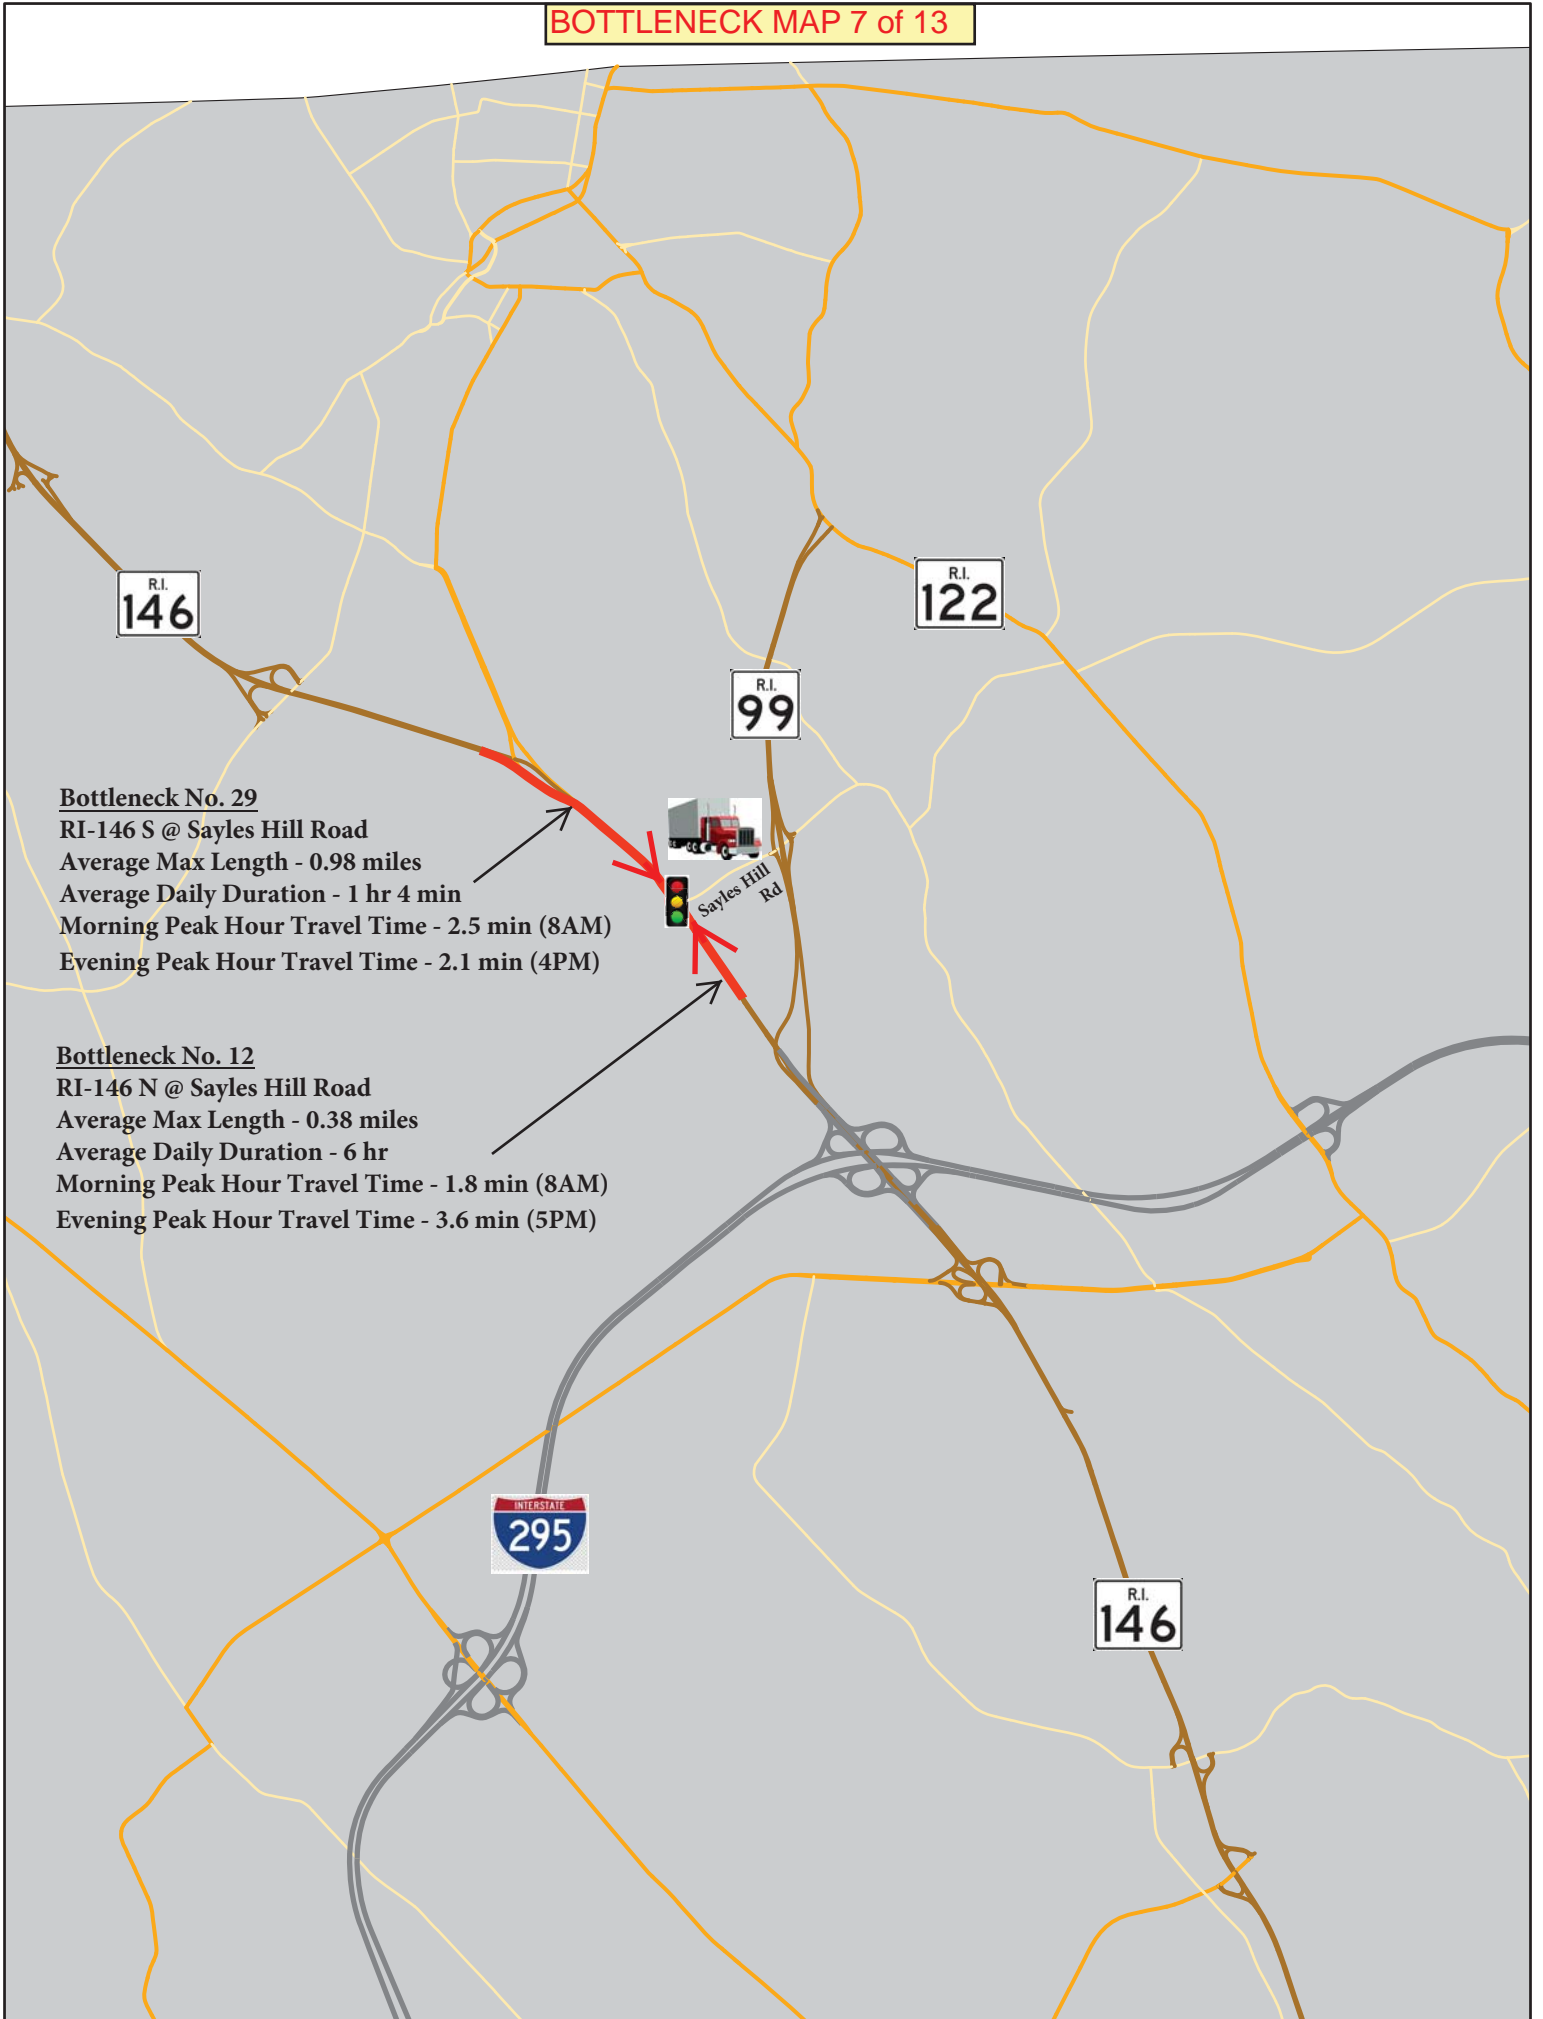 BOTTLENECK MAP 7 of 13
R.I.
146
R.I.
122
R.I.
99
Bottleneck No. 29
RI-146 S @ Sayles Hill Road
Average Max Length - 0.98 miles
Average Daily Duration - 1 hr 4 min
Morning Peak Hour Travel Time - 2.5 min (8AM)
Evening Peak Hour Travel Time - 2.1 min (4PM)
Sayles Hill
Rd
Bottleneck No. 12
RI-146 N @ Sayles Hill Road
Average Max Length - 0.38 miles
Average Daily Duration - 6 hr
Morning Peak Hour Travel Time - 1.8 min (8AM)
Evening Peak Hour Travel Time - 3.6 min (5PM)
INTERSTATE
295
R.I.
146